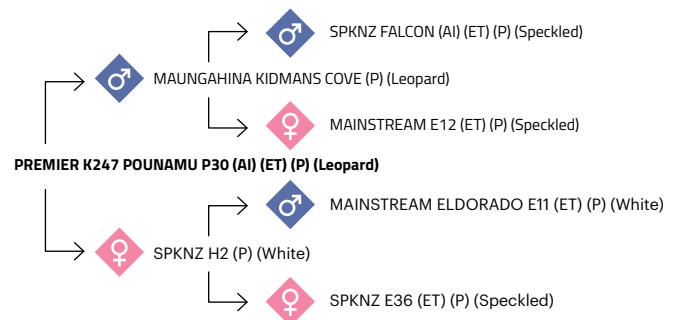 SPKNZ FALCON (AI) (ET) (P) (Speckled)
MAUNGAHINA KIDMANS COVE (P) (Leopard)
MAINSTREAM E12 (ET) (P) (Speckled)
PREMIER K247 POUNAMU P30 (AI) (ET) (P) (Leopard)
MAINSTREAM ELDORADO E11 (ET) (P) (White)
SPKNZ H2 (P) (White)
SPKNZ E36 (ET) (P) (Speckled)